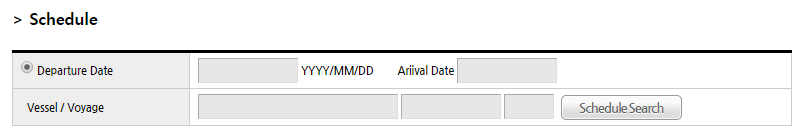 > Schedule
Departure Date YYYY/MM/DD Ariival Date
Vessel / Voyage Schedule Search